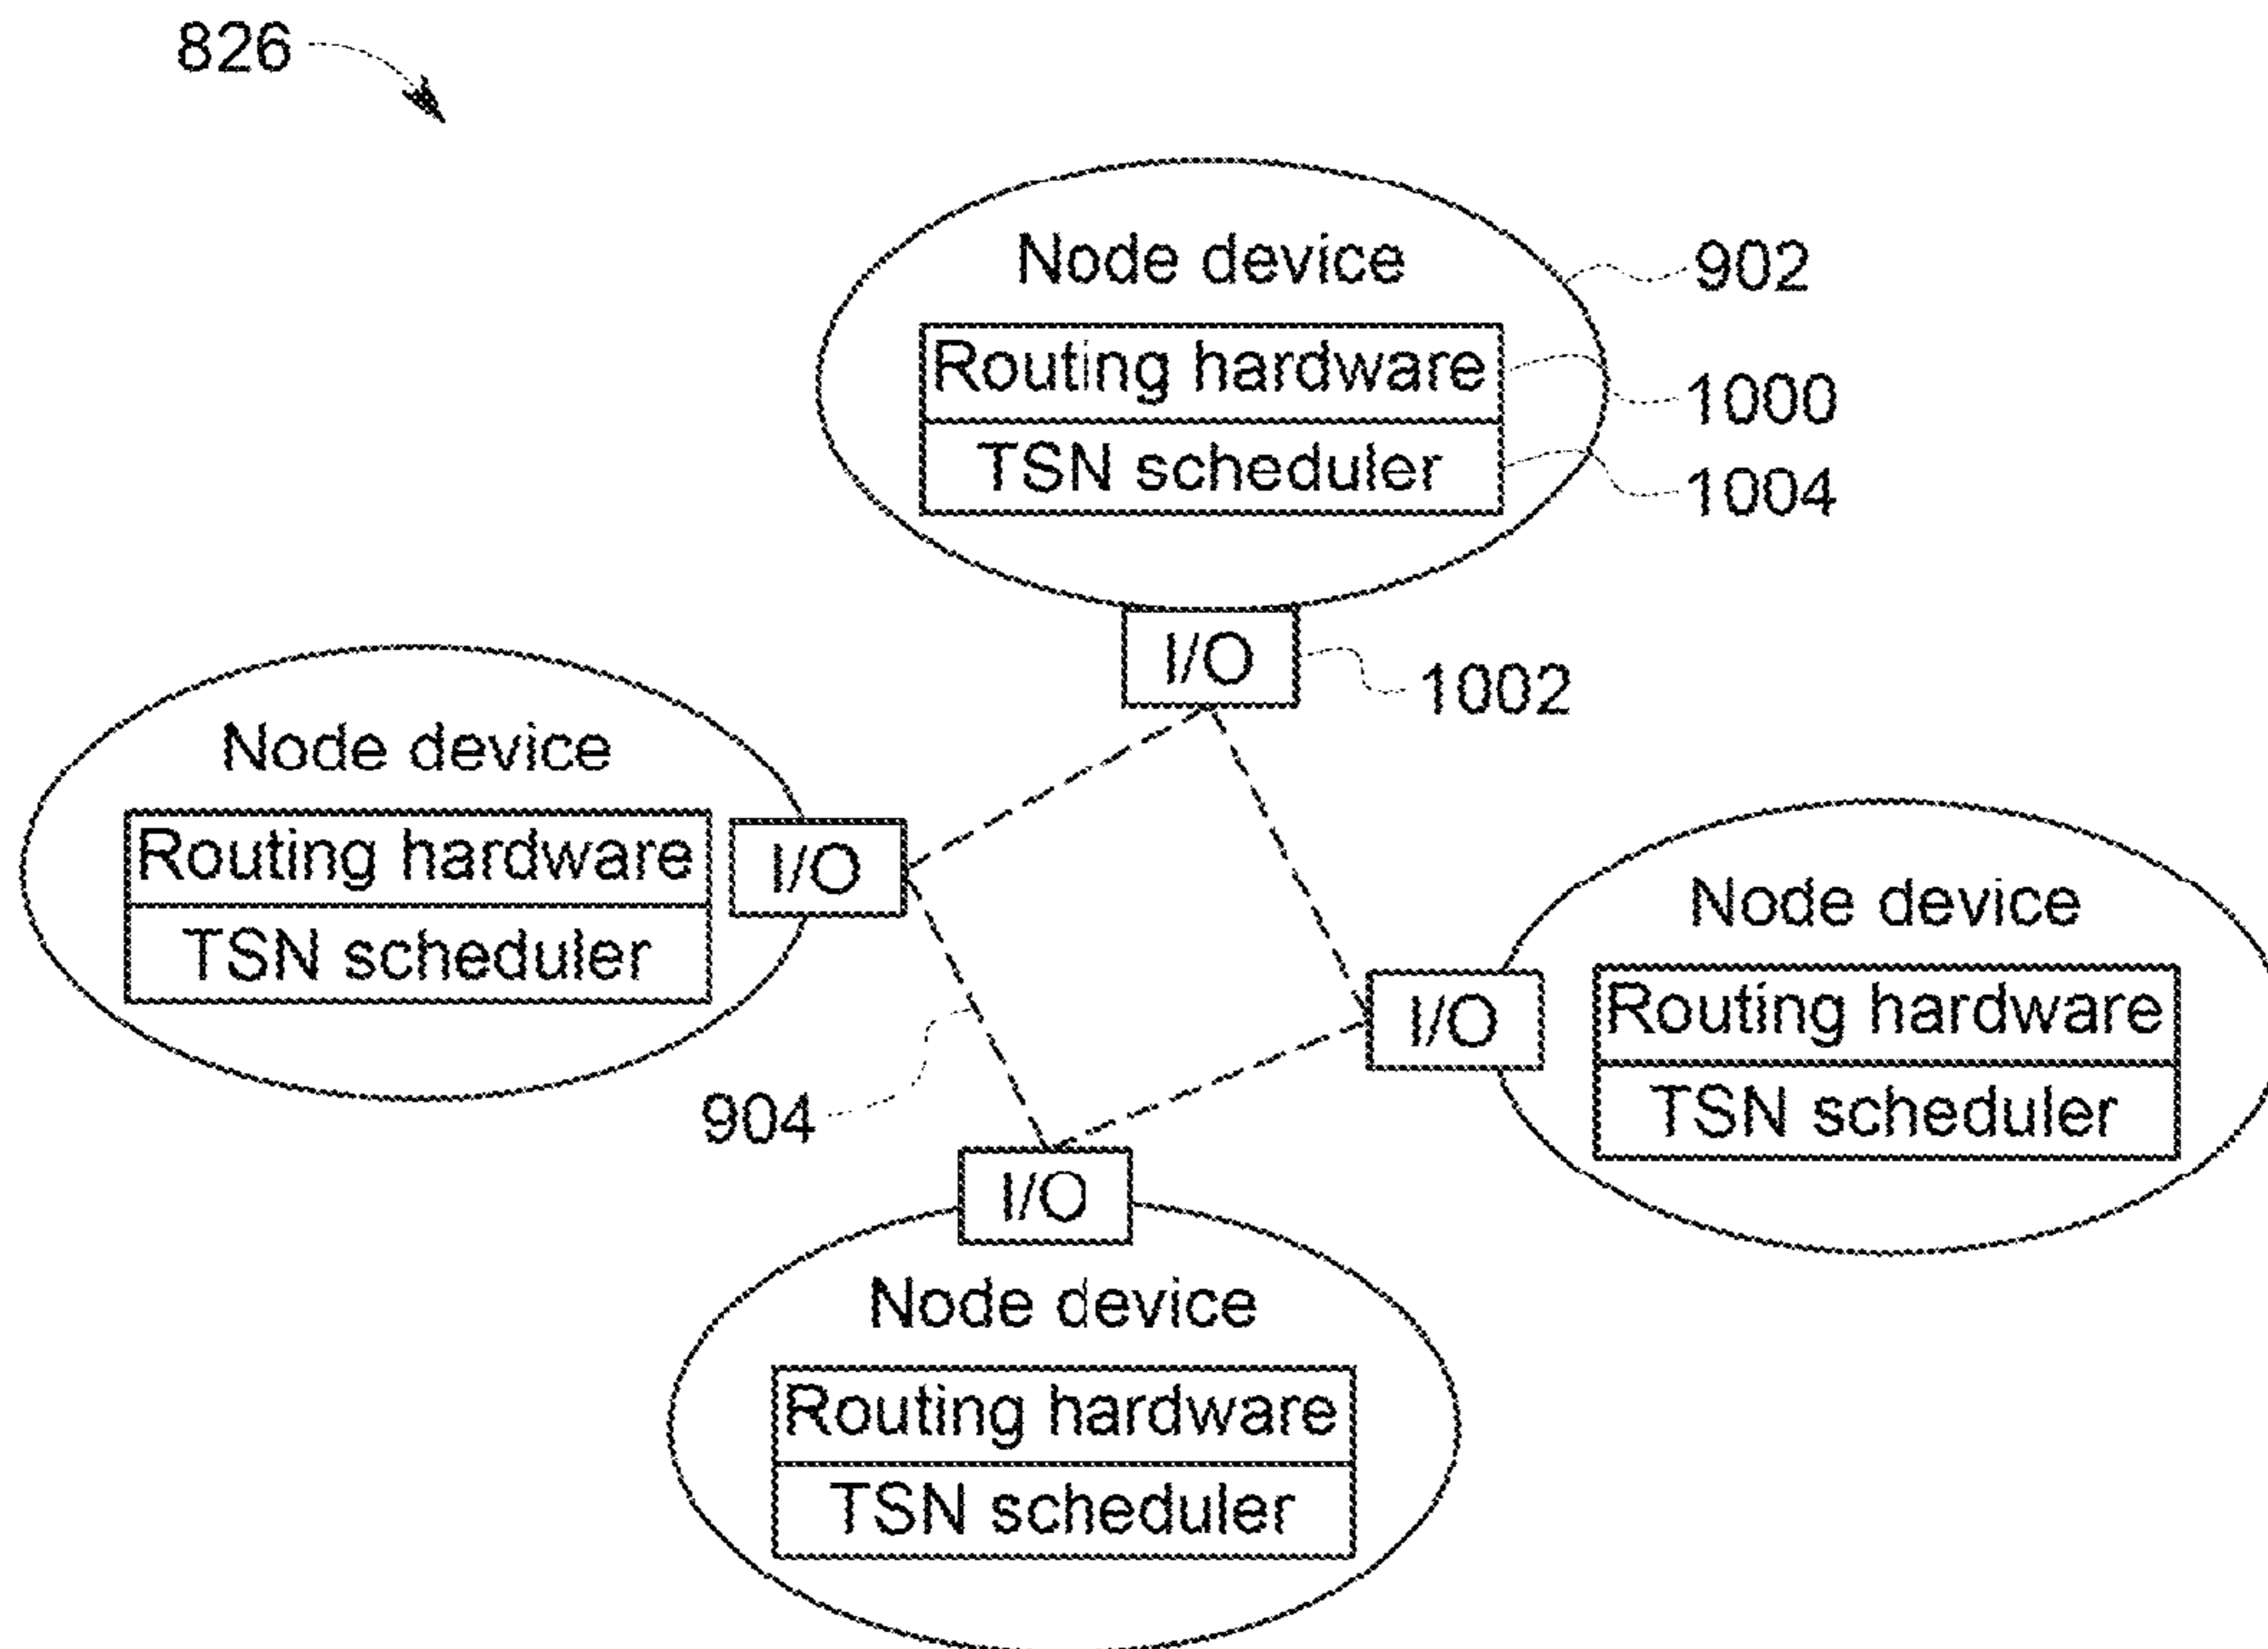 826
Node device
902
Routing hardware
1000
TSN scheduler
1004
I/O
1002
Node device
Routing hardware
I/O
TSN scheduler
Node device
I/O
Routing hardware
TSN scheduler
904
I/O
Node device
Routing hardware
TSN scheduler